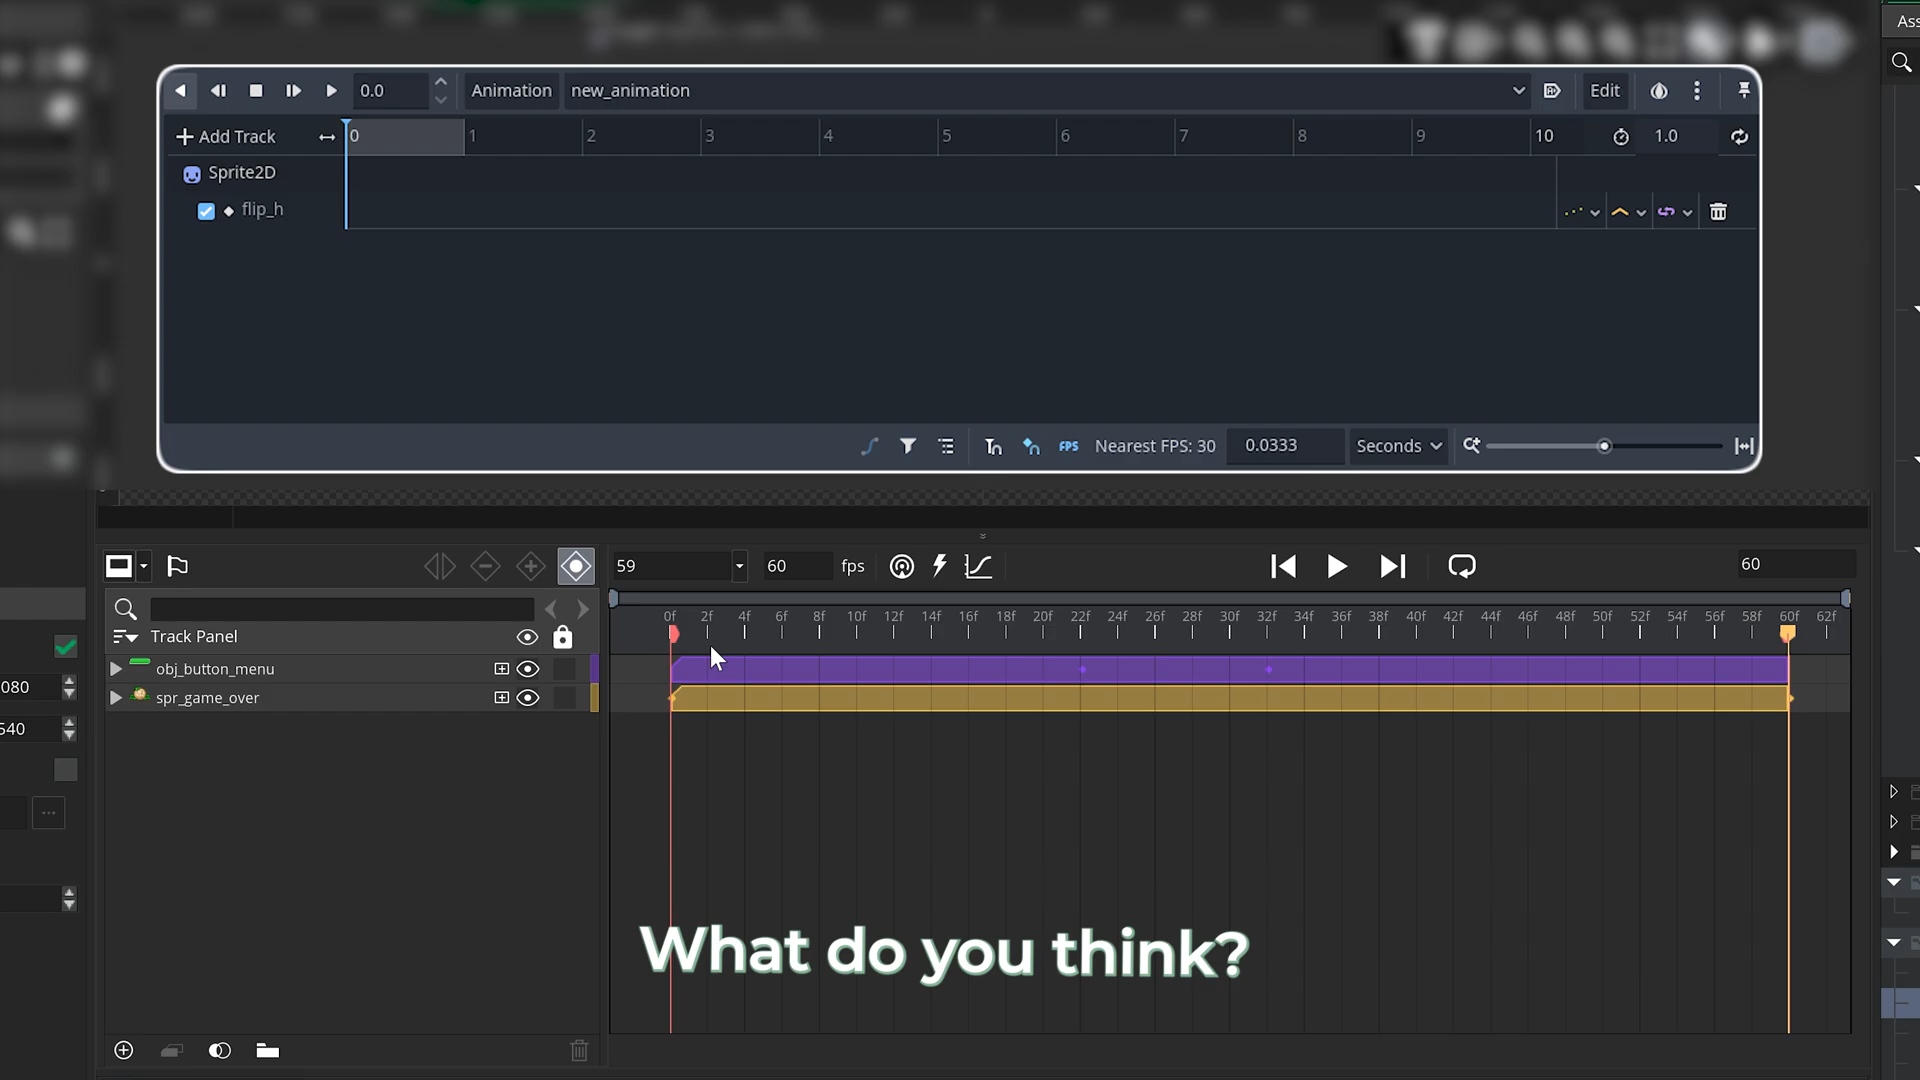 Ass
0.0 Animation new_animation Edit
Add Track 0 1 2 3 4 5 6 7 8 9 10 1.0
Sprite2D
flip_h
FPS Nearest FPS: 30 0.0333 Seconds
59 60 fps 60
0f 2f 4f 6f 8f 10f 12f 14f 16f 18f 20f 22f 24f 26f 28f 30f 32f 34f 36f 38f 40f 42f 44f 46f 48f 50f 52f 54f 56f 58f 60f 62f
Track Panel
obj_button_menu
080
spr_game_over
540
What do you think?